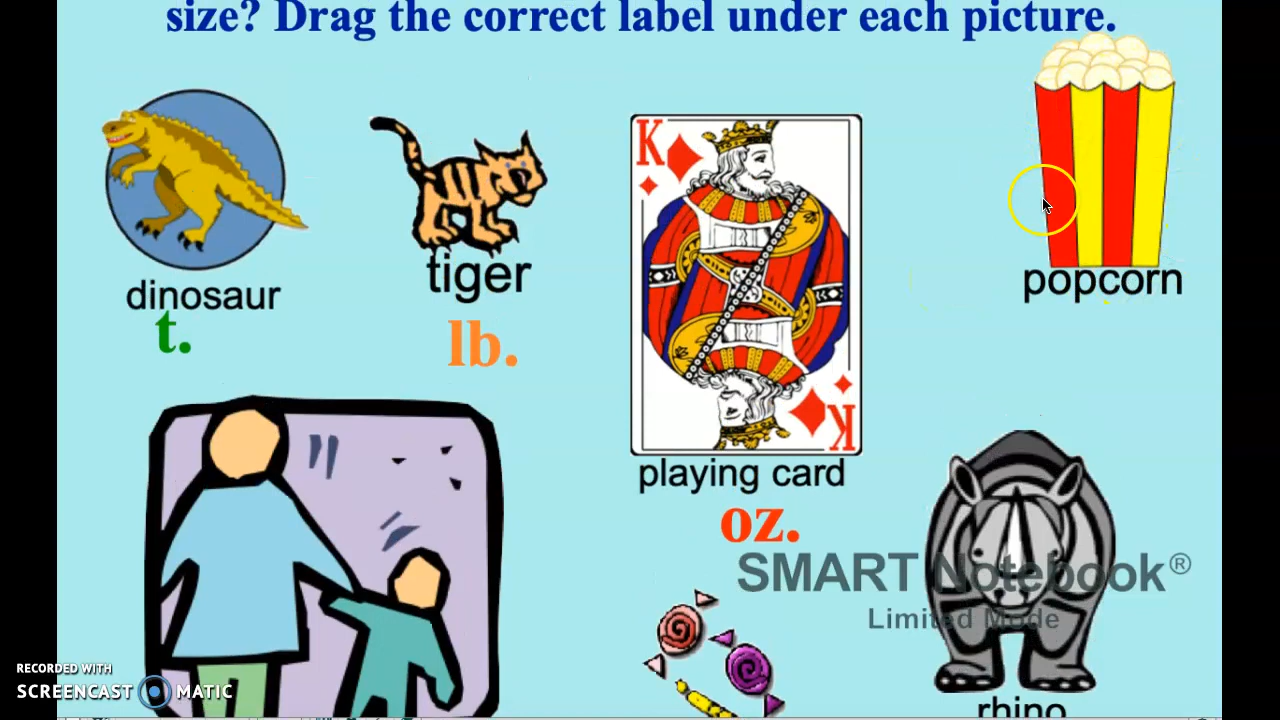 size? Drag the correct label under each picture.
K
dinosaur
t.
tiger
lb.
popcorn
playing card
K
oz.
SMART Notebook®
Limited Mode
rhino
RECORDED WITH
SCREENCAST MATIC